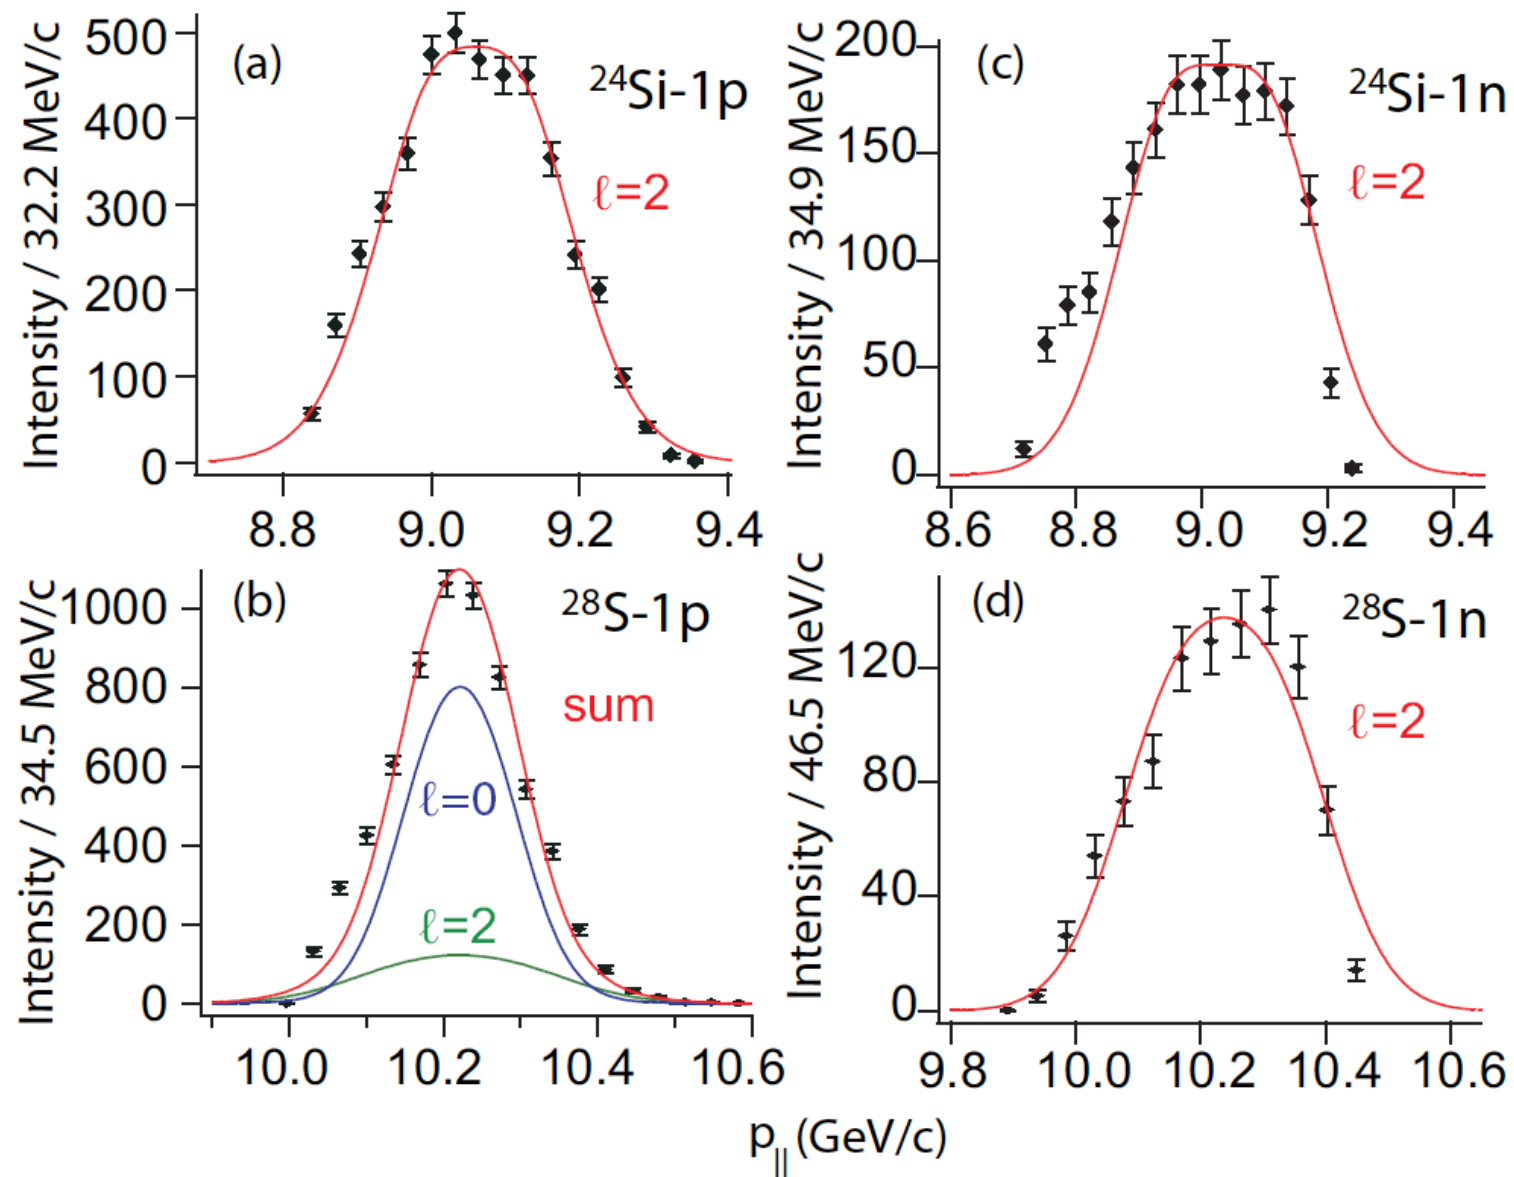 (a)
²⁴Si-1p
ℓ=2
Intensity / 32.2 MeV/c
500
400
300
200
100
0
8.8 9.0 9.2 9.4
(c)
²⁴Si-1n
ℓ=2
Intensity / 34.9 MeV/c
200
150
100
50
0
8.6 8.8 9.0 9.2 9.4
(b)
²⁸S-1p
sum
ℓ=0
ℓ=2
Intensity / 34.5 MeV/c
1000
800
600
400
200
0
10.0 10.2 10.4 10.6
(d)
²⁸S-1n
ℓ=2
Intensity / 46.5 MeV/c
120
80
40
0
9.8 10.0 10.2 10.4 10.6
p|| (GeV/c)